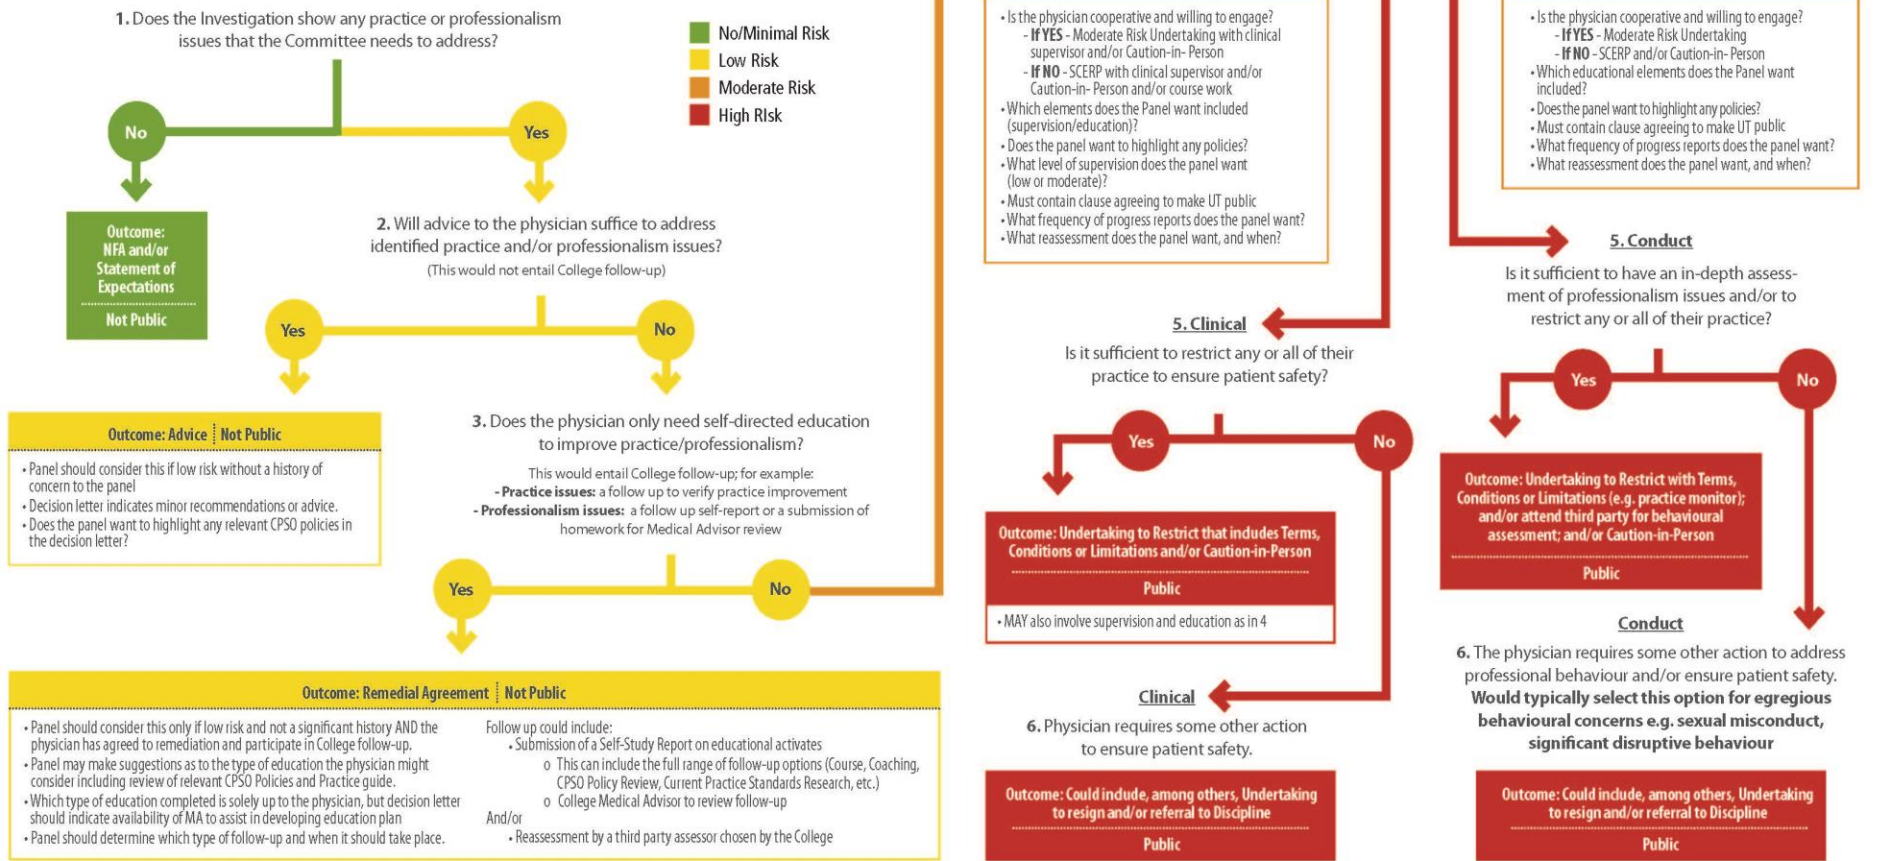 1. Does the Investigation show any practice or professionalism
issues that the Committee needs to address?
No/Minimal Risk
Low Risk
Moderate Risk
High RIsk
No
Yes
Outcome:
NFA and/or
Statement of
Expectations
Not Public
2. Will advice to the physician suffice to address
identified practice and/or professionalism issues?
(This would not entail College follow-up)
Yes
No
Outcome: Advice | Not Public
• Panel should consider this if low risk without a history of
concern to the panel
• Decision letter indicates minor recommendations or advice.
• Does the panel want to highlight any relevant CPSO policies in
the decision letter?
3. Does the physician only need self-directed education
to improve practice/professionalism?
This would entail College follow-up; for example:
- Practice issues: a follow up to verify practice improvement
- Professionalism issues: a follow up self-report or a submission of
homework for Medical Advisor review
Yes
No
Outcome: Remedial Agreement | Not Public
• Panel should consider this only if low risk and not a significant history AND the
physician has agreed to remediation and participate in College follow-up.
• Panel may make suggestions as to the type of education the physician might
consider including review of relevant CPSO Policies and Practice guide.
• Which type of education completed is solely up to the physician, but decision letter
should indicate availability of MA to assist in developing education plan
• Panel should determine which type of follow-up and when it should take place.
Follow up could include:
• Submission of a Self-Study Report on educational activates
o This can include the full range of follow-up options (Course, Coaching,
CPSO Policy Review, Current Practice Standards Research, etc.)
o College Medical Advisor to review follow-up
And/or
• Reassessment by a third party assessor chosen by the College
• Is the physician cooperative and willing to engage?
- If YES - Moderate Risk Undertaking with clinical
supervisor and/or Caution-in- Person
- If NO - SCERP with clinical supervisor and/or
Caution-in- Person and/or course work
• Which elements does the Panel want included
(supervision/education)?
• Does the panel want to highlight any policies?
• What level of supervision does the panel want
(low or moderate)?
• Must contain clause agreeing to make UT public
• What frequency of progress reports does the panel want?
• What reassessment does the panel want, and when?
5. Clinical
Is it sufficient to restrict any or all of their
practice to ensure patient safety?
Yes
No
Outcome: Undertaking to Restrict that includes Terms,
Conditions or Limitations and/or Caution-in-Person
Public
• MAY also involve supervision and education as in 4
Clinical
6. Physician requires some other action
to ensure patient safety.
Outcome: Could include, among others, Undertaking
to resign and/or referral to Discipline
Public
• Is the physician cooperative and willing to engage?
- If YES - Moderate Risk Undertaking
- If NO - SCERP and/or Caution-in- Person
• Which educational elements does the Panel want
included?
• Does the panel want to highlight any policies?
• Must contain clause agreeing to make UT public
• What frequency of progress reports does the panel want?
• What reassessment does the panel want, and when?
5. Conduct
Is it sufficient to have an in-depth assess-
ment of professionalism issues and/or to
restrict any or all of their practice?
Yes
No
Outcome: Undertaking to Restrict with Terms,
Conditions or Limitations (e.g. practice monitor);
and/or attend third party for behavioural
assessment; and/or Caution-in-Person
Public
Conduct
6. The physician requires some other action to address
professional behaviour and/or ensure patient safety.
Would typically select this option for egregious
behavioural concerns e.g. sexual misconduct,
significant disruptive behaviour
Outcome: Could include, among others, Undertaking
to resign and/or referral to Discipline
Public